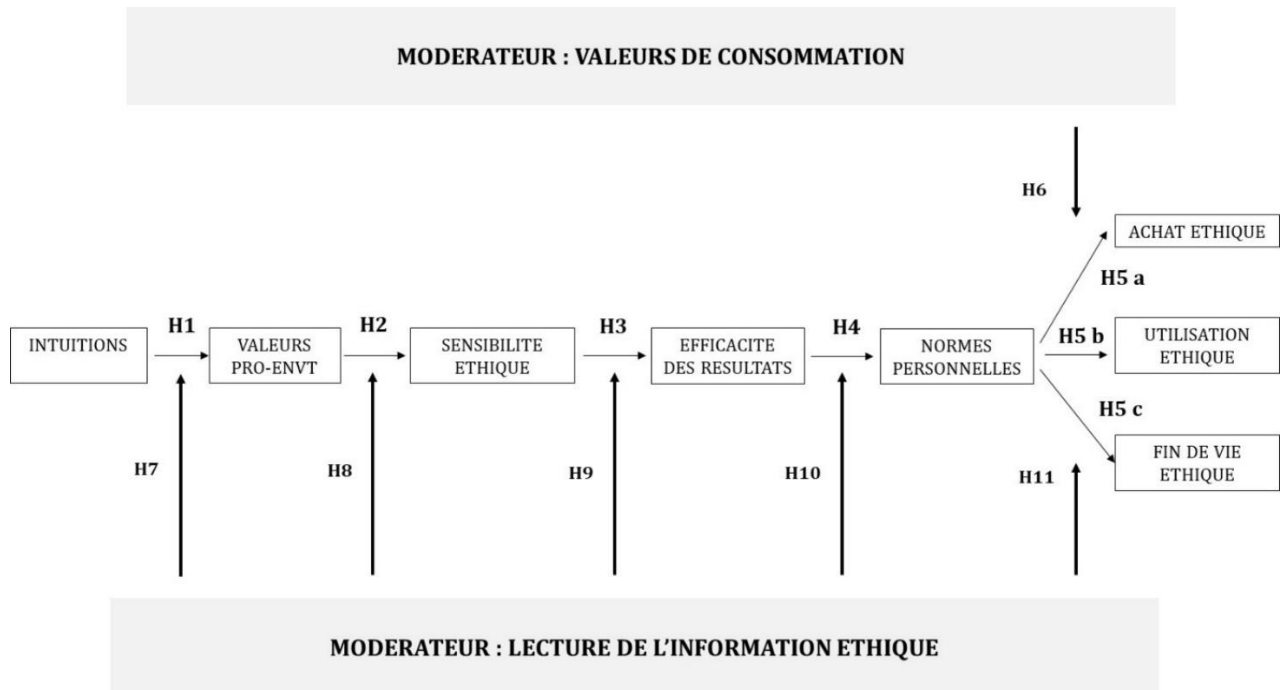 MODERATEUR : VALEURS DE CONSOMMATION
H6
ACHAT ETHIQUE
H5 a
H1
H2
H3
H4
INTUITIONS
VALEURS
PRO-ENVT
SENSIBILITE
ETHIQUE
EFFICACITE
DES RESULTATS
NORMES
PERSONNELLES
H5 b
UTILISATION
ETHIQUE
H5 c
FIN DE VIE
ETHIQUE
H7
H8
H9
H10
H11
MODERATEUR : LECTURE DE L'INFORMATION ETHIQUE